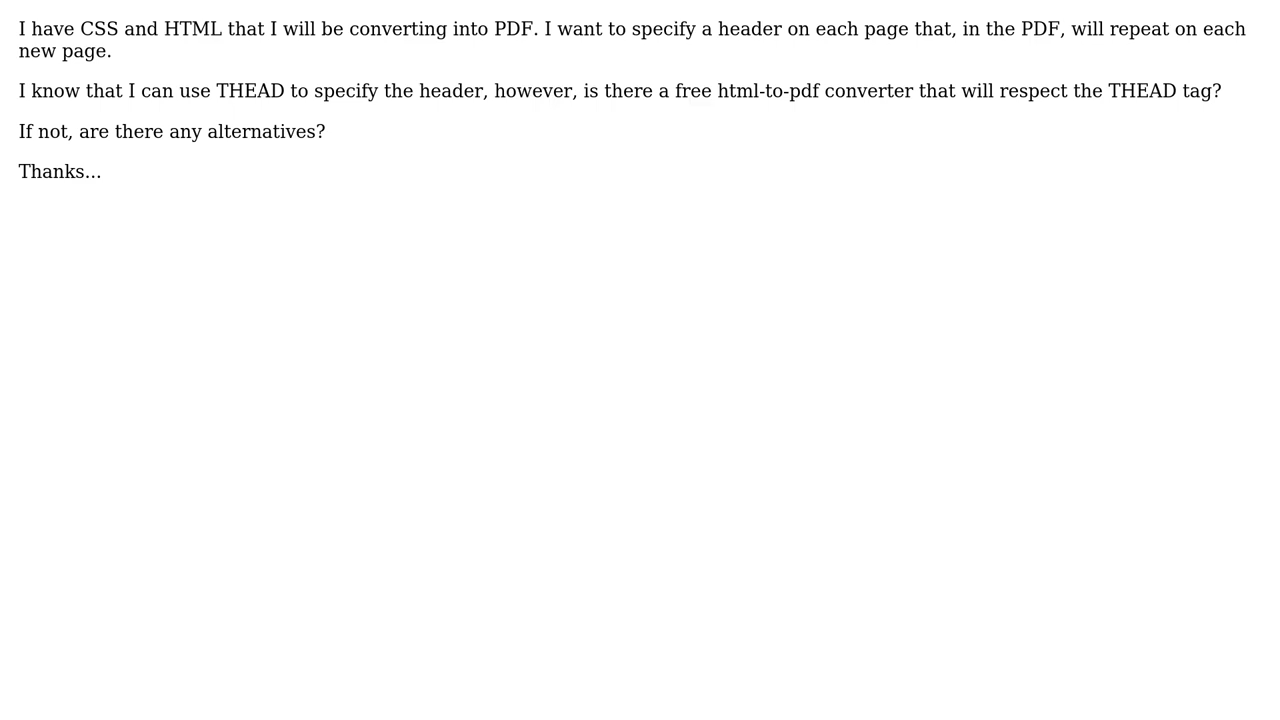 I have CSS and HTML that I will be converting into PDF. I want to specify a header on each page that, in the PDF, will repeat on each
new page.
I know that I can use THEAD to specify the header, however, is there a free html-to-pdf converter that will respect the THEAD tag?
If not, are there any alternatives?
Thanks...